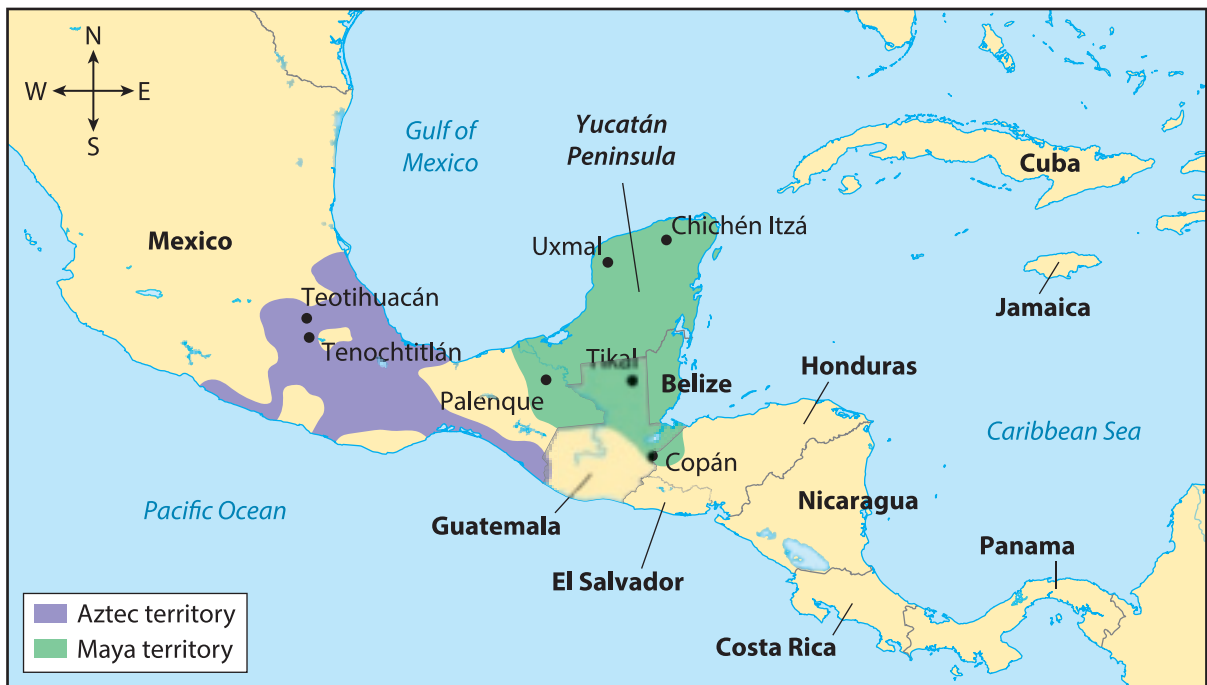 N
W E
S
Gulf of
Mexico
Yucatán
Peninsula
Cuba
Mexico
Uxmal
Chichén Itzá
Jamaica
Teotihuacán
Tenochtitlán
Tikal
Belize
Honduras
Palenque
Caribbean Sea
Copán
Pacific Ocean
Guatemala
Nicaragua
El Salvador
Panama
Costa Rica
Aztec territory
Maya territory